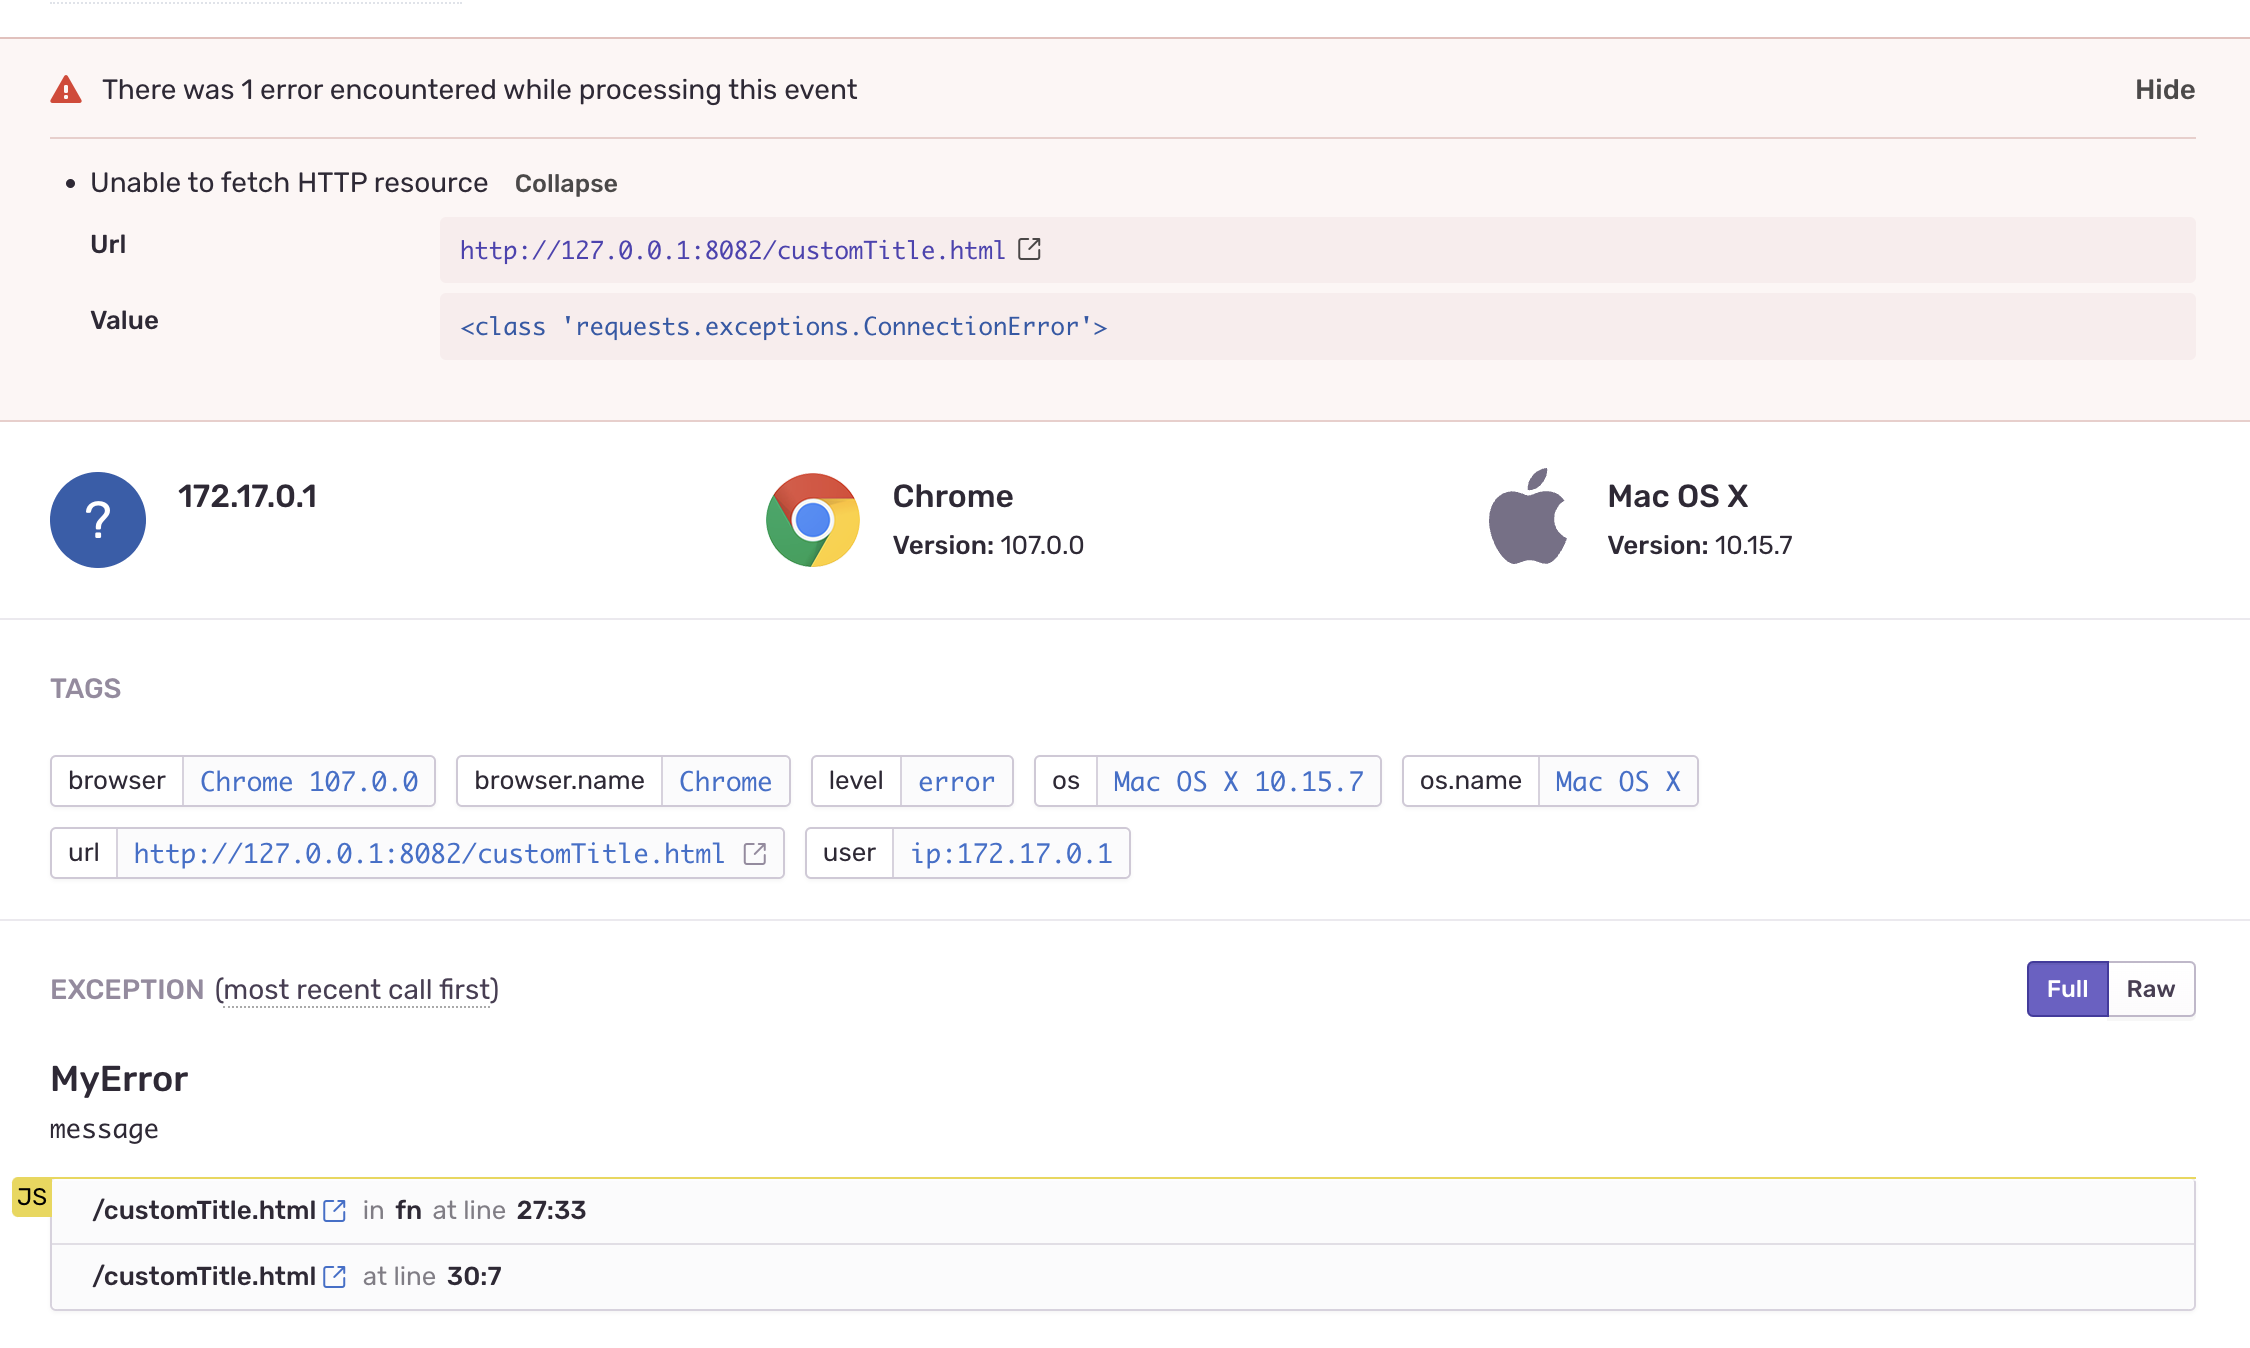 There was 1 error encountered while processing this event
Hide
Unable to fetch HTTP resource Collapse
Url
http://127.0.0.1:8082/customTitle.html
Value
<class 'requests.exceptions.ConnectionError'>
?
172.17.0.1
Chrome
Version: 107.0.0
Mac OS X
Version: 10.15.7
TAGS
browser Chrome 107.0.0 browser.name Chrome level error os Mac OS X 10.15.7 os.name Mac OS X
url http://127.0.0.1:8082/customTitle.html user ip:172.17.0.1
EXCEPTION (most recent call first)
Full Raw
MyError
message
JS
/customTitle.html in fn at line 27:33
/customTitle.html at line 30:7